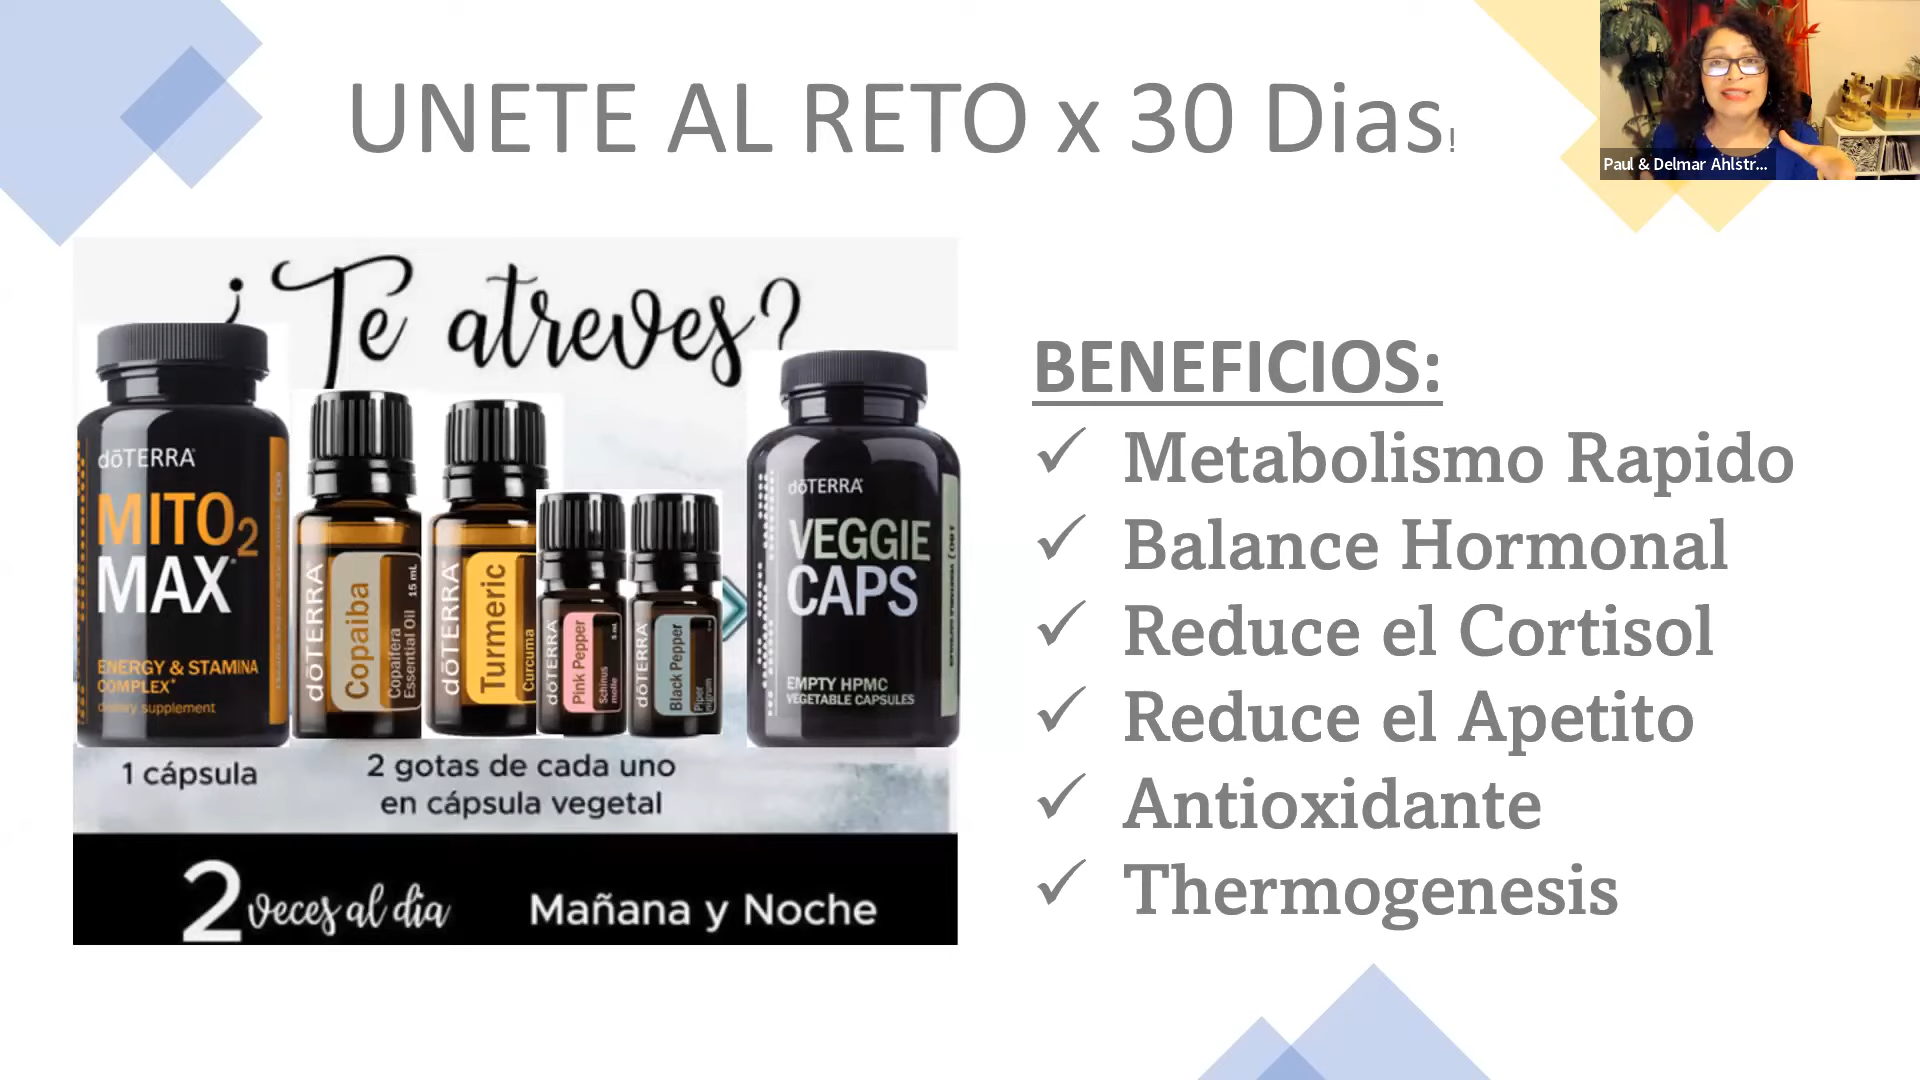 UNETE AL RETO x 30 Dias!
Paul & Delmar Ahlstr...
¿Te atreves?
dōTERRA
MITO2
MAX
ENERGY & STAMINA
COMPLEX*
dietary supplement
dōTERRA
Copaiba
Copaifera
Essential Oil
15 mL
dōTERRA
Turmeric
Curcuma
dōTERRA
Pink Pepper
Schinus
molle
5 mL
dōTERRA
Black Pepper
Piper
nigrum
dōTERRA
VEGGIE
CAPS
EMPTY HPMC
VEGETABLE CAPSULES
1 cápsula
2 gotas de cada uno
en cápsula vegetal
2 veces al dia
Mañana y Noche
BENEFICIOS:
✓ Metabolismo Rapido
✓ Balance Hormonal
✓ Reduce el Cortisol
✓ Reduce el Apetito
✓ Antioxidante
✓ Thermogenesis